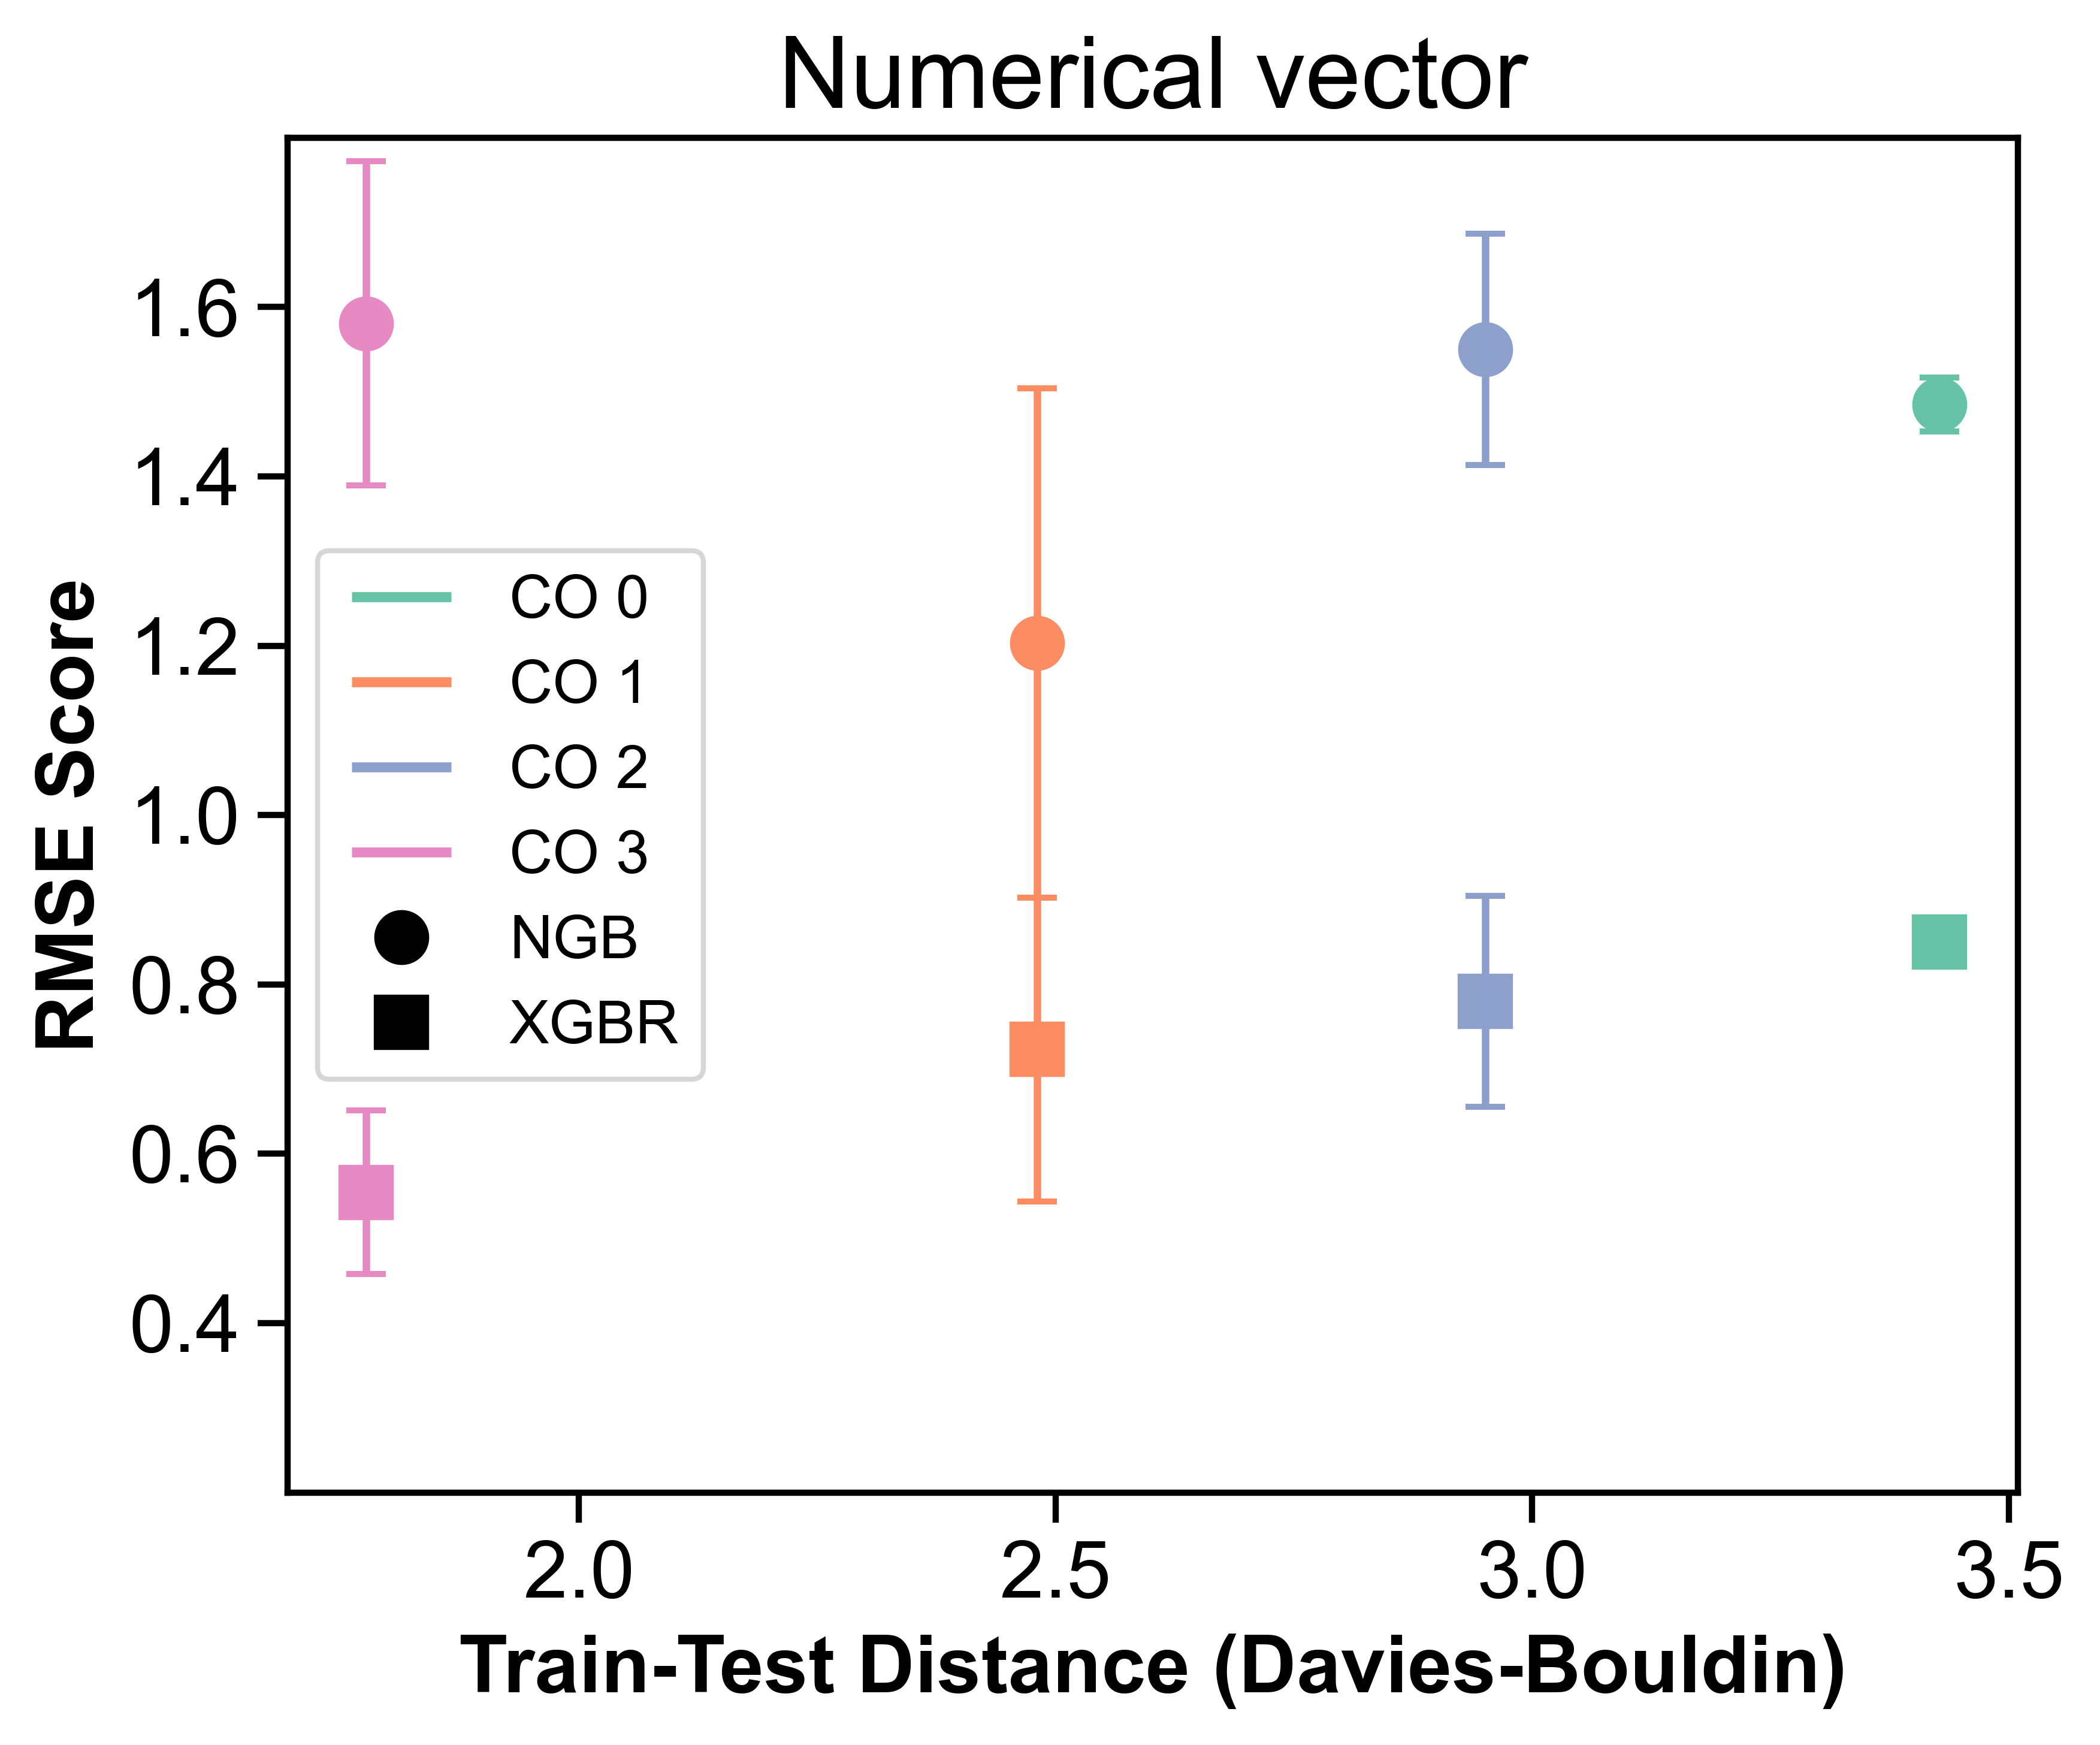 Numerical vector
RMSE Score
1.6
1.4
1.2
1.0
0.8
0.6
0.4
CO 0
CO 1
CO 2
CO 3
NGB
XGBR
2.0 2.5 3.0 3.5
Train-Test Distance (Davies-Bouldin)